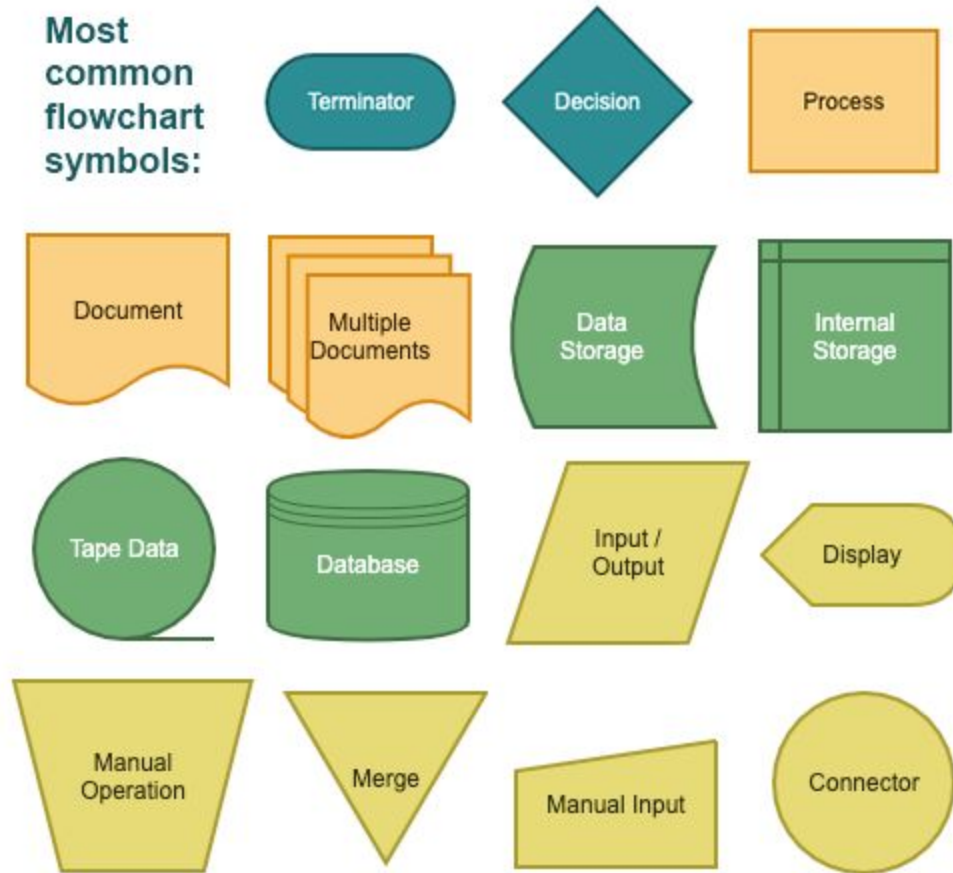 Most
common
flowchart
symbols:
Terminator
Decision
Process
Document
Multiple
Documents
Data
Storage
Internal
Storage
Tape Data
Database
Input /
Output
Display
Manual
Operation
Merge
Manual Input
Connector